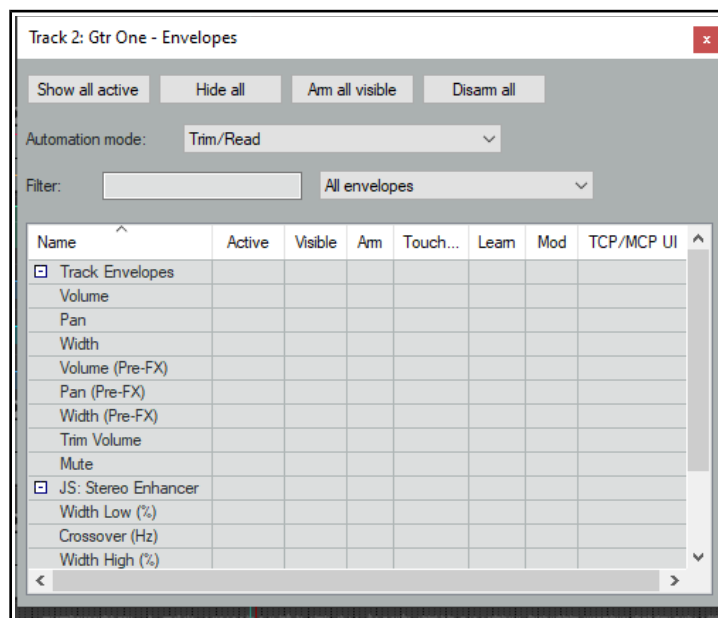 Track 2: Gtr One - Envelopes
x
Show all active Hide all Arm all visible Disarm all
Automation mode: Trim/Read
Filter: All envelopes
Name Active Visible Arm Touch... Learn Mod TCP/MCP UI
Track Envelopes
Volume
Pan
Width
Volume (Pre-FX)
Pan (Pre-FX)
Width (Pre-FX)
Trim Volume
Mute
JS: Stereo Enhancer
Width Low (%)
Crossover (Hz)
Width High (%)